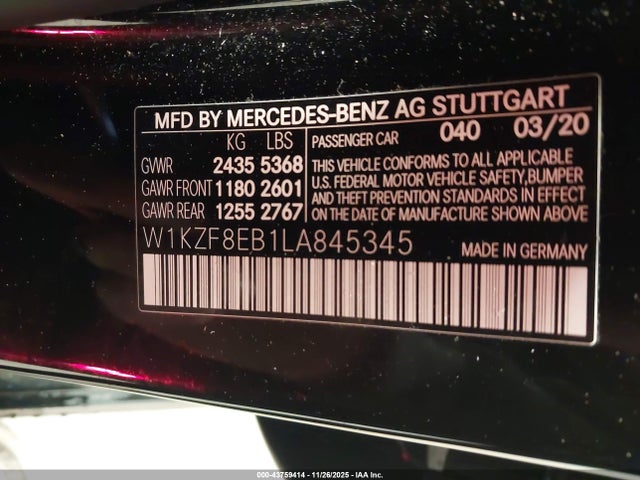 MFD BY MERCEDES-BENZ AG STUTTGART
KG LBS
GVWR 2435 5368
GAWR FRONT 1180 2601
GAWR REAR 1255 2767
PASSENGER CAR 040 03/20
THIS VEHICLE CONFORMS TO ALL APPLICABLE
U.S. FEDERAL MOTOR VEHICLE SAFETY,BUMPER
AND THEFT PREVENTION STANDARDS IN EFFECT
ON THE DATE OF MANUFACTURE SHOWN ABOVE
W1KZF8EB1LA845345
MADE IN GERMANY
000-43759414 - 11/26/2025 - IAA Inc.